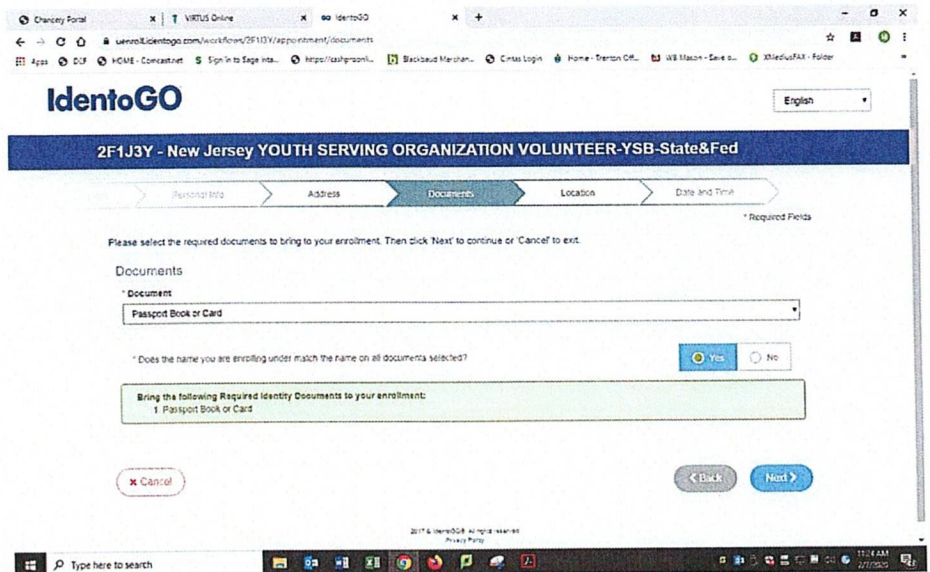 Chancery Portal x VIRTUS Online x IdentoGO x +
uenroll.identogo.com/workflows/2F1J3Y/appointment/documents
Apps DCF HOME - Comcast.net Sign in to Sage Inta... Blackbaud Merchan... Cintas Login Home - Trenton Off... WB Mason - Save o... XMediusFAX - Folder
IdentoGO
English
2F1J3Y - New Jersey YOUTH SERVING ORGANIZATION VOLUNTEER-YSB-State&Fed
Personal Info Address Documents Location Date and Time
* Required Fields
Please select the required documents to bring to your enrollment. Then click 'Next' to continue or 'Cancel' to exit.
Documents
* Document
Passport Book or Card
* Does the name you are enrolling under match the name on all documents selected?
Yes No
Bring the following Required Identity Documents to your enrollment:
1. Passport Book or Card
x Cancel
< Back Next >
All rights reserved
Privacy Policy
Type here to search
11:24 AM
2/7/2020